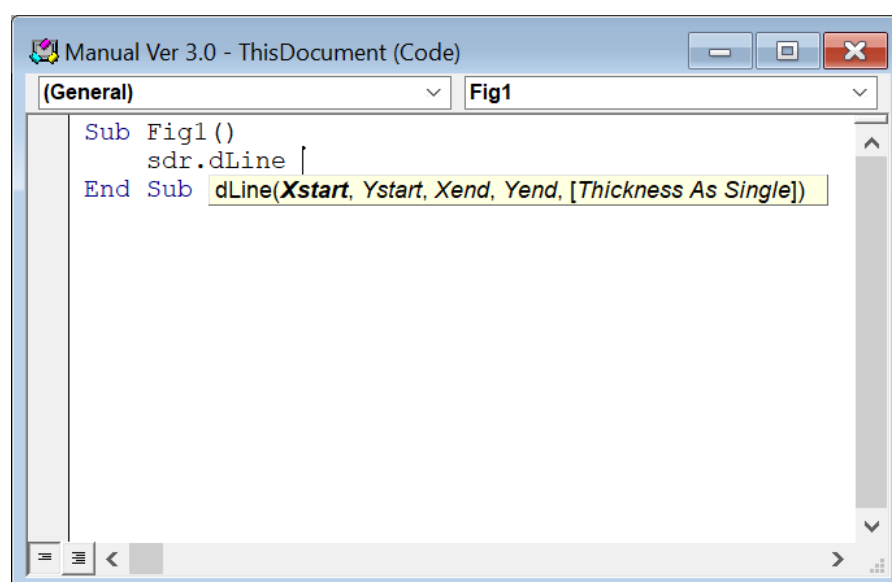 Manual Ver 3.0 - ThisDocument (Code)
(General) Fig1
Sub Fig1()
sdr.dLine
End Sub
dLine(Xstart, Ystart, Xend, Yend, [Thickness As Single])